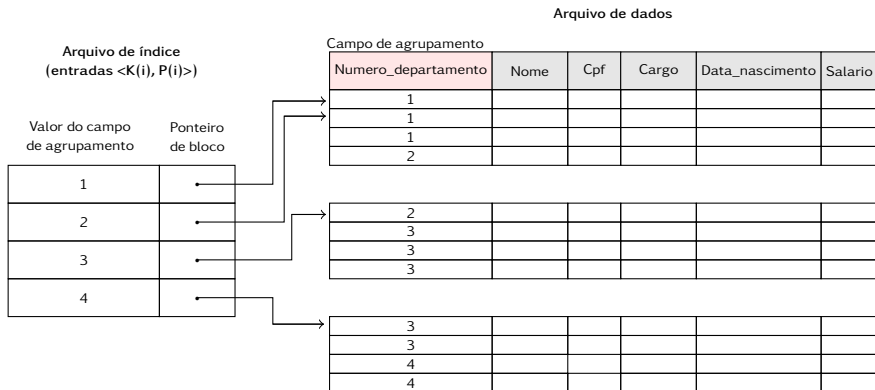 Arquivo de dados
Arquivo de índice
(entradas <K(i), P(i)>)
Campo de agrupamento
Numero_departamento Nome Cpf Cargo Data_nascimento Salario
1
1
1
2
Valor do campo
de agrupamento
Ponteiro
de bloco
1
2
3
4
2
3
3
3
3
3
4
4